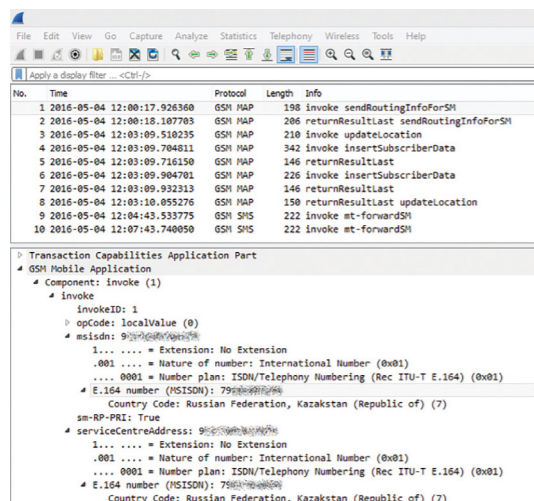 File Edit View Go Capture Analyze Statistics Telephony Wireless Tools Help
Apply a display filter ... <Ctrl-/>
No. Time Protocol Length Info
1 2016-05-04 12:00:17.926360 GSM MAP 198 invoke sendRoutingInfoForSM
2 2016-05-04 12:00:18.107703 GSM MAP 206 returnResultLast sendRoutingInfoForSM
3 2016-05-04 12:03:09.510235 GSM MAP 210 invoke updateLocation
4 2016-05-04 12:03:09.704811 GSM MAP 342 invoke insertSubscriberData
5 2016-05-04 12:03:09.716150 GSM MAP 146 returnResultLast
6 2016-05-04 12:03:09.904701 GSM MAP 226 invoke insertSubscriberData
7 2016-05-04 12:03:09.932313 GSM MAP 146 returnResultLast
8 2016-05-04 12:03:10.055276 GSM MAP 150 returnResultLast updateLocation
9 2016-05-04 12:04:43.533775 GSM SMS 222 invoke mt-forwardSM
10 2016-05-04 12:07:43.740050 GSM SMS 222 invoke mt-forwardSM
Transaction Capabilities Application Part
GSM Mobile Application
Component: invoke (1)
invoke
invokeID: 1
opCode: localValue (0)
msisdn: 9
1... .... = Extension: No Extension
.001 .... = Nature of number: International Number (0x01)
.... 0001 = Number plan: ISDN/Telephony Numbering (Rec ITU-T E.164) (0x01)
E.164 number (MSISDN): 79
Country Code: Russian Federation, Kazakstan (Republic of) (7)
sm-RP-PRI: True
serviceCentreAddress: 9
1... .... = Extension: No Extension
.001 .... = Nature of number: International Number (0x01)
.... 0001 = Number plan: ISDN/Telephony Numbering (Rec ITU-T E.164) (0x01)
E.164 number (MSISDN): 79
Country Code: Russian Federation, Kazakstan (Republic of) (7)